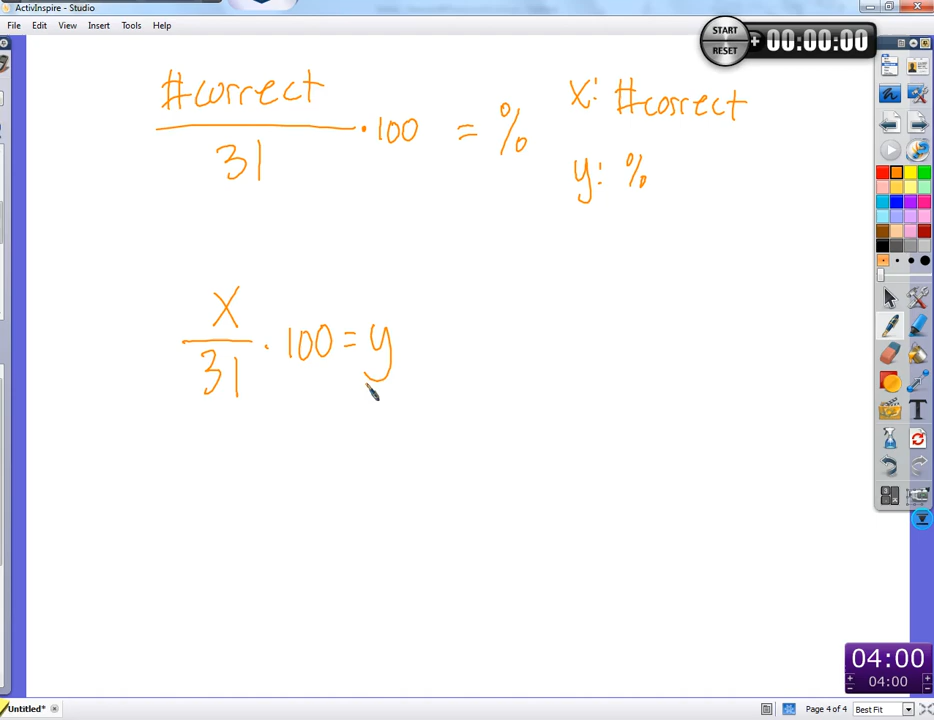 ActivInspire - Studio
File Edit View Insert Tools Help
START
RESET
+ 00:00:00
#correct
31
·100 = %
x: #correct
y: %
x
31
· 100 = y
04:00
+ 04:00 +
- -
Untitled*
Page 4 of 4
Best Fit